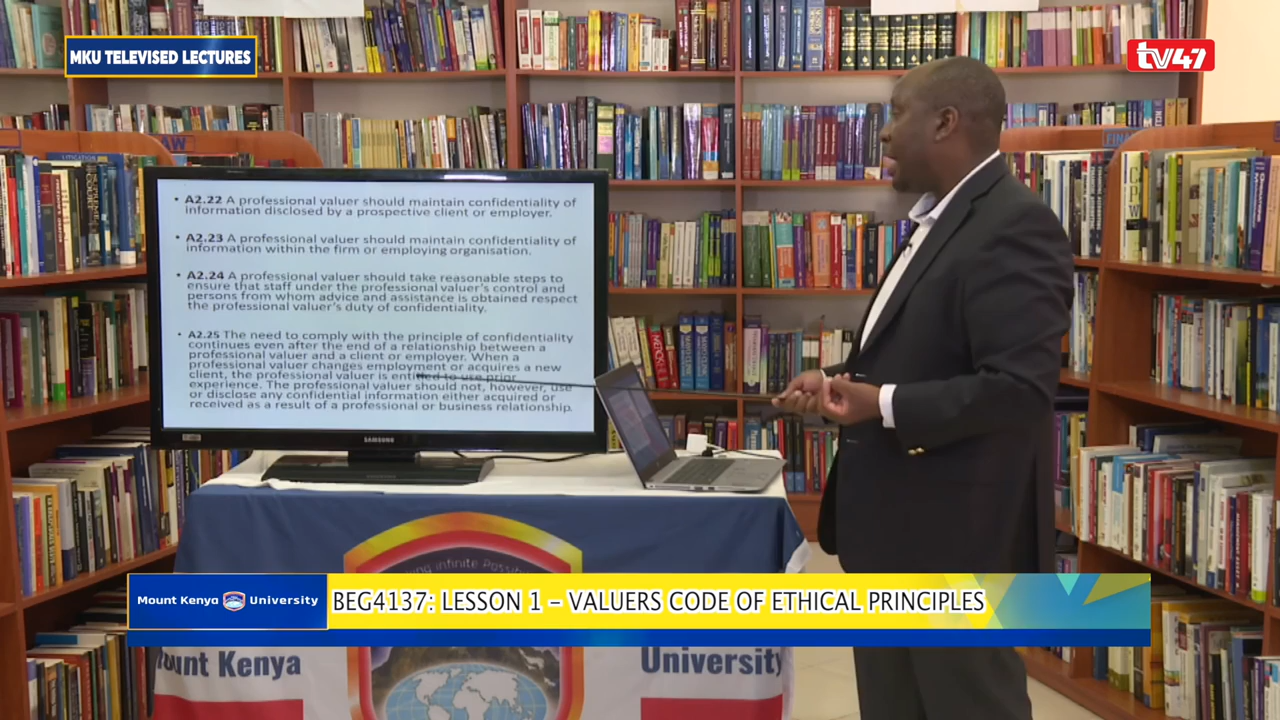 MKU TELEVISED LECTURES
tv47
LAW
• A2.22 A professional valuer should maintain confidentiality of
information disclosed by a prospective client or employer.
• A2.23 A professional valuer should maintain confidentiality of
information within the firm or employing organisation.
• A2.24 A professional valuer should take reasonable steps to
ensure that staff under the professional valuer's control and
persons from whom advice and assistance is obtained respect
the professional valuer's duty of confidentiality.
• A2.25 The need to comply with the principle of confidentiality
continues even after the end of a relationship between a
professional valuer and a client or employer. When a
professional valuer changes employment or acquires a new
client, the professional valuer is entitled to use prior
experience. The professional valuer should not, however, use
or disclose any confidential information either acquired or
received as a result of a professional or business relationship.
SAMSUNG
Mount Kenya University
BEG4137: LESSON 1 – VALUERS CODE OF ETHICAL PRINCIPLES
Mount Kenya
University